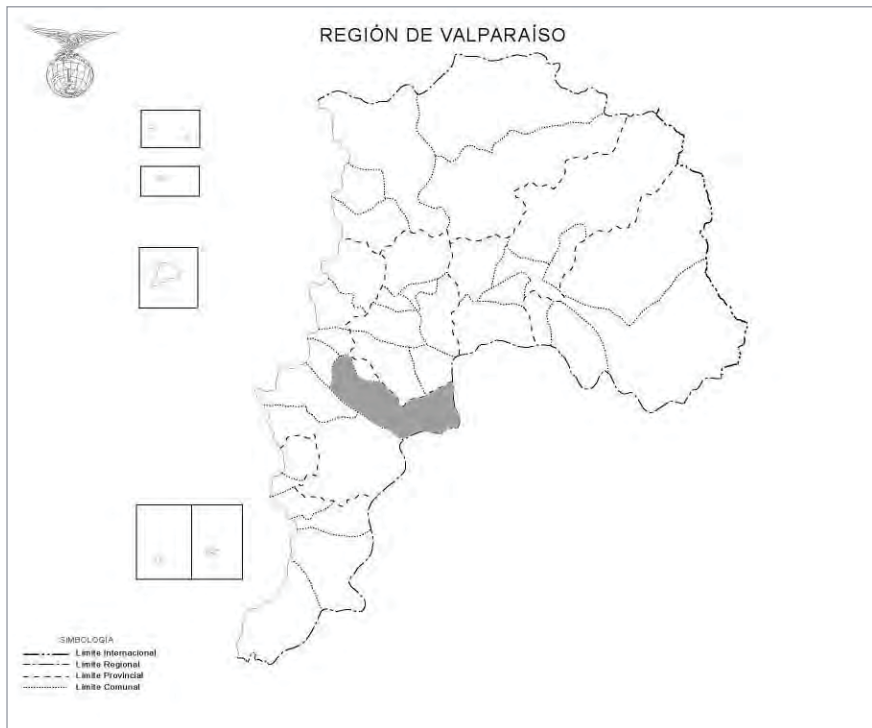 REGIÓN DE VALPARAÍSO
SIMBOLOGÍA
Límite Internacional
Límite Regional
Límite Provincial
Límite Comunal